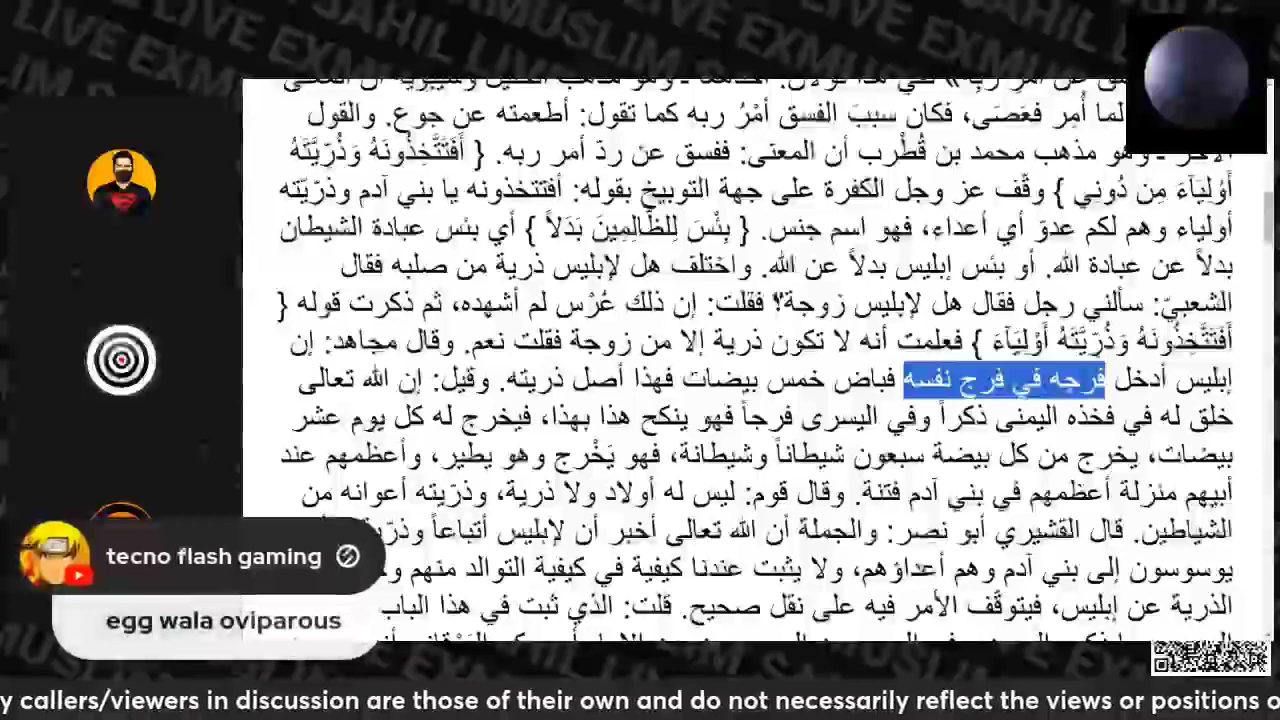 لما أُمِر فعَصَى، فكان سببَ الفسق أمْرُ ربه كما تقول: أطعمته عن جوع. والقول
الآخر ـ وهو مذهب محمد بن قُطْرب أن المعنى: ففسق عن ردّ أمر ربه. { أَفَتَتَّخِذُونَهُ وَذُرِّيَّتَهُ
أَوْلِيَآءَ مِن دُونِي } وقّف عز وجل الكفرة على جهة التوبيخ بقوله: أفتتخذونه يا بني آدم وذرّيته
أولياء وهم لكم عدوّ أي أعداء، فهو اسم جنس. { بِئْسَ لِلظَّالِمِينَ بَدَلاً } أي بئس عبادة الشيطان
بدلاً عن عبادة الله. أو بئس إبليس بدلاً عن الله. واختلف هل لإبليس ذرية من صلبه فقال
الشعبيّ: سألني رجل فقال هل لإبليس زوجة؟ فقلت: إن ذلك عُرْس لم أشهده، ثم ذكرت قوله {
أَفَتَتَّخِذُونَهُ وَذُرِّيَّتَهُ أَوْلِيَآءَ } فعلمت أنه لا تكون ذرية إلا من زوجة فقلت نعم. وقال مجاهد: إن
إبليس أدخل فرجه في فرج نفسه فباض خمس بيضات فهذا أصل ذريته. وقيل: إن الله تعالى
خلق له في فخذه اليمنى ذكراً وفي اليسرى فرجاً فهو ينكح هذا بهذا، فيخرج له كل يوم عشر
بيضات، يخرج من كل بيضة سبعون شيطاناً وشيطانة، فهو يَخْرج وهو يطير، وأعظمهم عند
أبيهم منزلة أعظمهم في بني آدم فتنة. وقال قوم: ليس له أولاد ولا ذرية، وذرّيته أعوانه من
الشياطين. قال القشيري أبو نصر: والجملة أن الله تعالى أخبر أن لإبليس أتباعاً
يوسوسون إلى بني آدم وهم أعداؤهم، ولا يثبت عندنا كيفية في كيفية التوالد منهم
الذرية عن إبليس، فيتوقّف الأمر فيه على نقل صحيح. قلت: الذي ثبت في هذا الباب
tecno flash gaming
egg wala oviparous
y callers/viewers in discussion are those of their own and do not necessarily reflect the views or positions